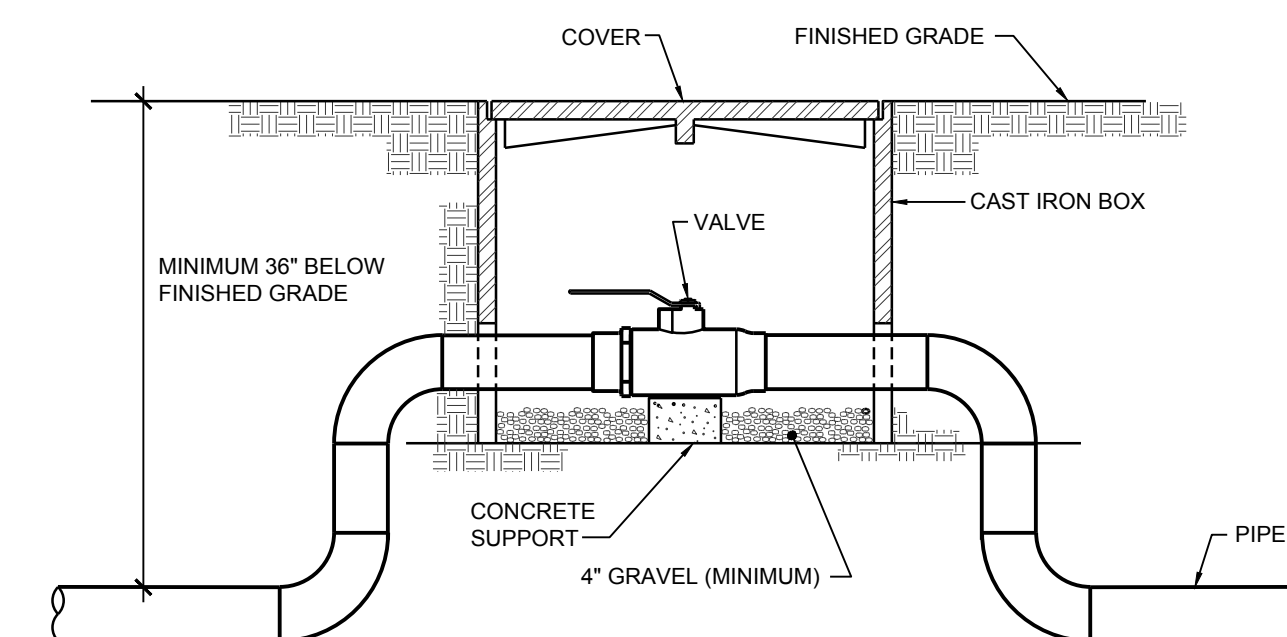 COVER
FINISHED GRADE
CAST IRON BOX
VALVE
MINIMUM 36" BELOW
FINISHED GRADE
CONCRETE
SUPPORT
4" GRAVEL (MINIMUM)
PIPE